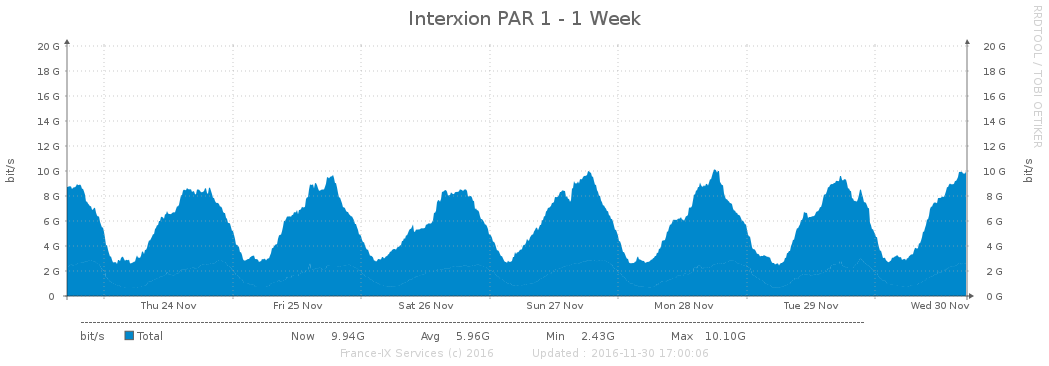 Interxion PAR 1 - 1 Week
RRDTOOL / TOBI OETIKER
bit/s
bit/s
20 G 20 G
18 G 18 G
16 G 16 G
14 G 14 G
12 G 12 G
10 G 10 G
8 G 8 G
6 G 6 G
4 G 4 G
2 G 2 G
0 0 G
Thu 24 Nov Fri 25 Nov Sat 26 Nov Sun 27 Nov Mon 28 Nov Tue 29 Nov Wed 30 Nov
bit/s Total Now 9.94G Avg 5.96G Min 2.43G Max 10.10G
France-IX Services (c) 2016 Updated : 2016-11-30 17:00:06